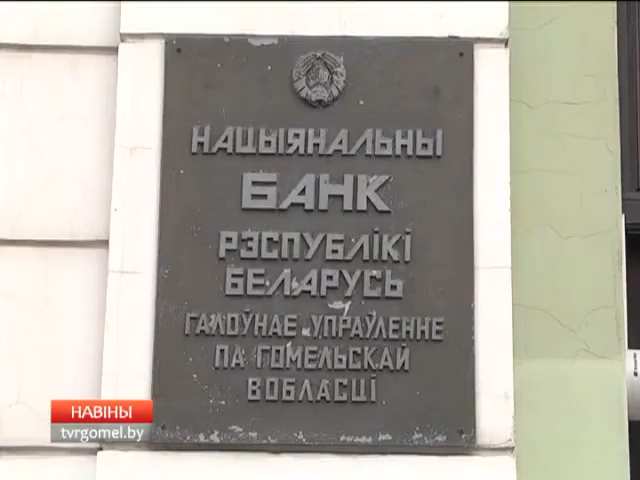 НАЦЫЯНАЛЬНЫ
БАНК
РЭСПУБЛІКІ
БЕЛАРУСЬ
ГАЛОЎНАЕ УПРАЎЛЕННЕ
ПА ГОМЕЛЬСКАЙ
ВОБЛАСЦІ
НАВІНЫ
tvrgomel.by